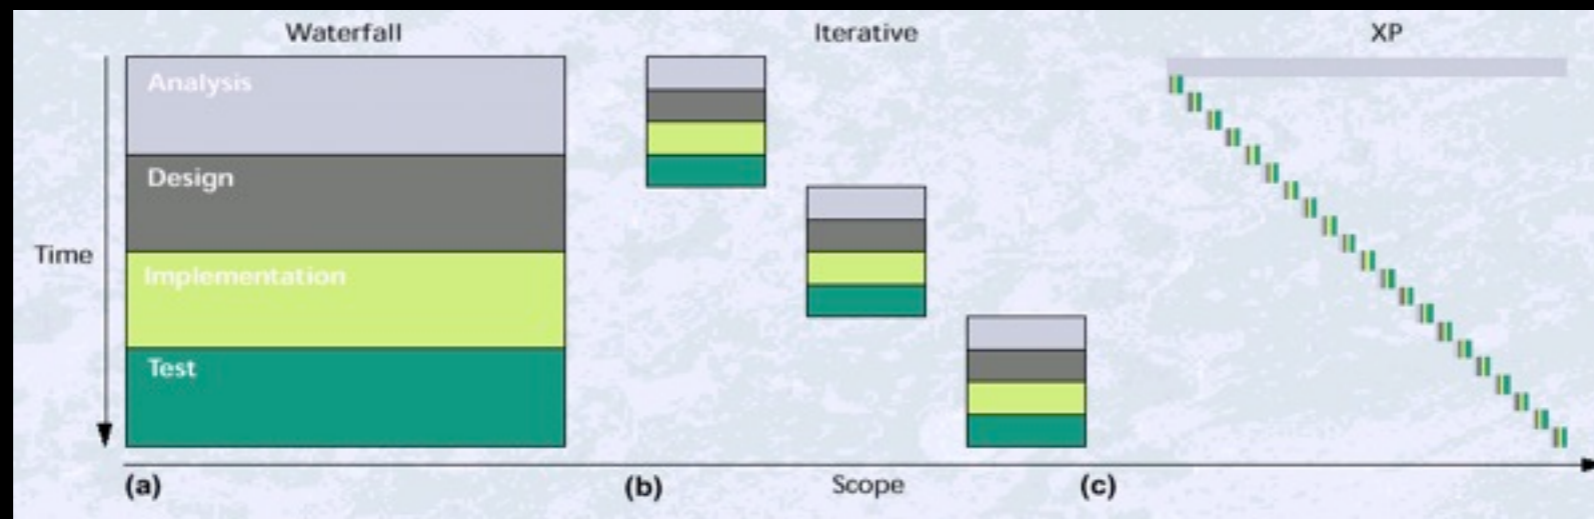 Waterfall
Iterative
XP
Analysis
Design
Time
Implementation
Test
(a)
(b)
Scope
(c)